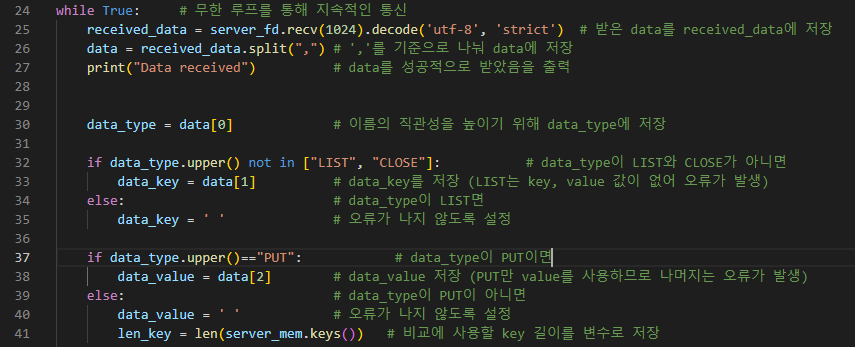 24 while True:     # 무한 루프를 통해 지속적인 통신
25     received_data = server_fd.recv(1024).decode('utf-8', 'strict')  # 받은 data를 received_data에 저장
26     data = received_data.split(",") # ','를 기준으로 나눠 data에 저장
27     print("Data received")          # data를 성공적으로 받았음을 출력
28
29
30     data_type = data[0]             # 이름의 직관성을 높이기 위해 data_type에 저장
31
32     if data_type.upper() not in ["LIST", "CLOSE"]:           # data_type이 LIST와 CLOSE가 아니면
33         data_key = data[1]          # data_key를 저장 (LIST는 key, value 값이 없어 오류가 발생)
34     else:                           # data_type이 LIST면
35         data_key = ' '              # 오류가 나지 않도록 설정
36
37     if data_type.upper()=="PUT":            # data_type이 PUT이면
38         data_value = data[2]        # data_value 저장 (PUT만 value를 사용하므로 나머지는 오류가 발생)
39     else:                           # data_type이 PUT이 아니면
40         data_value = ' '            # 오류가 나지 않도록 설정
41         len_key = len(server_mem.keys())   # 비교에 사용할 key 길이를 변수로 저장